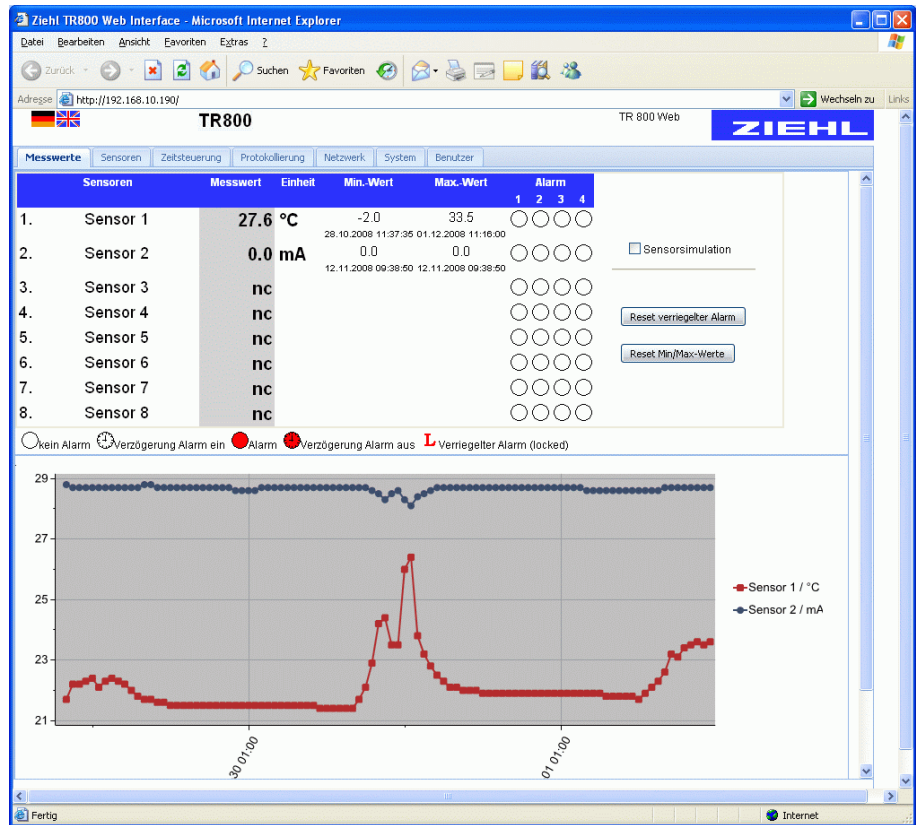 Ziehl TR800 Web Interface - Microsoft Internet Explorer
Datei Bearbeiten Ansicht Favoriten Extras ?
Zurück Suchen Favoriten
Adresse http://192.168.10.190/ Wechseln zu Links
TR800 TR 800 Web ZIEHL
Messwerte Sensoren Zeitsteuerung Protokollierung Netzwerk System Benutzer
Sensoren Messwert Einheit Min.-Wert Max.-Wert Alarm
1 2 3 4
1. Sensor 1 27.6 °C -2.0 33.5
28.10.2008 11:37:35 01.12.2008 11:16:00
2. Sensor 2 0.0 mA 0.0 0.0
12.11.2008 09:38:50 12.11.2008 09:38:50
Sensorsimulation
3. Sensor 3 nc
4. Sensor 4 nc
Reset verriegelter Alarm
5. Sensor 5 nc
6. Sensor 6 nc
Reset Min/Max-Werte
7. Sensor 7 nc
8. Sensor 8 nc
kein Alarm Verzögerung Alarm ein Alarm Verzögerung Alarm aus L Verriegelter Alarm (locked)
29
27
25
23
21
30 01:00
01 01:00
Sensor 1 / °C
Sensor 2 / mA
Fertig Internet